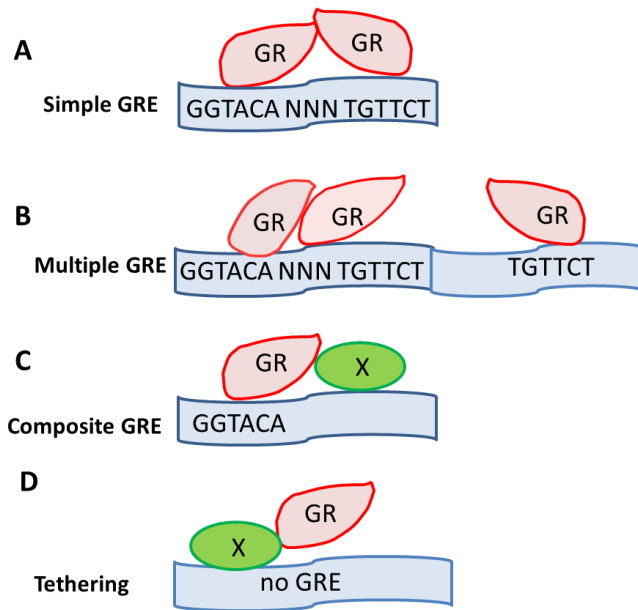 A
GR GR
Simple GRE
GGTACA NNN TGTTCT
B
GR GR GR
Multiple GRE
GGTACA NNN TGTTCT TGTTCT
C
GR X
Composite GRE
GGTACA
D
GR
X
Tethering
no GRE